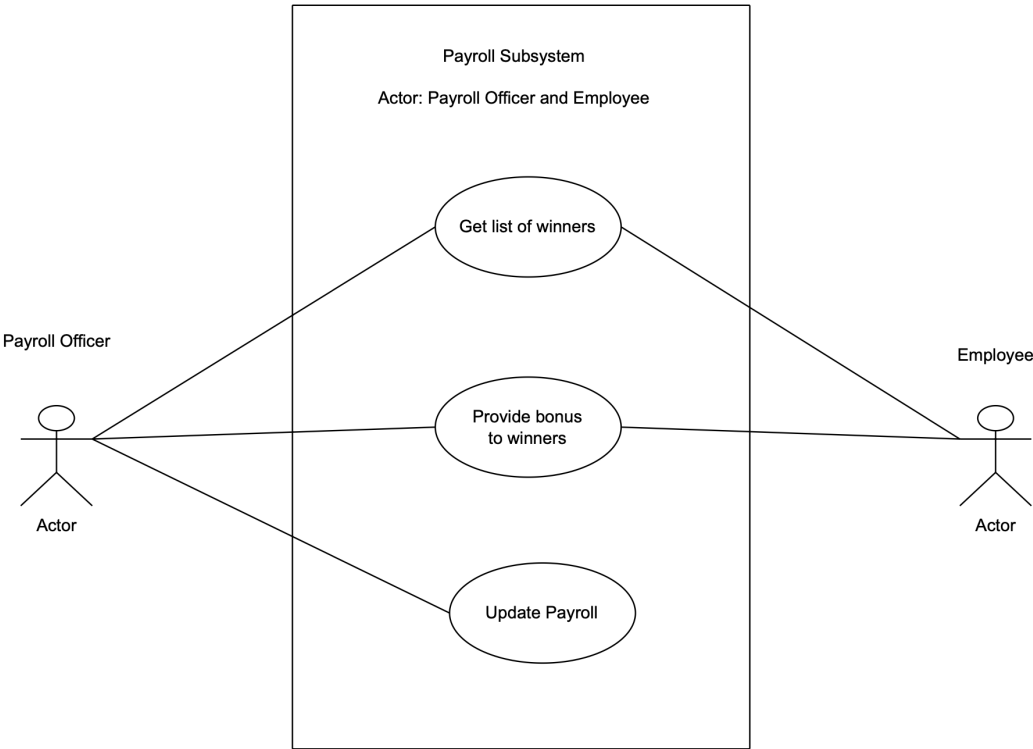 Payroll Subsystem
Actor: Payroll Officer and Employee
Get list of winners
Payroll Officer
Employee
Provide bonus
to winners
Actor
Actor
Update Payroll